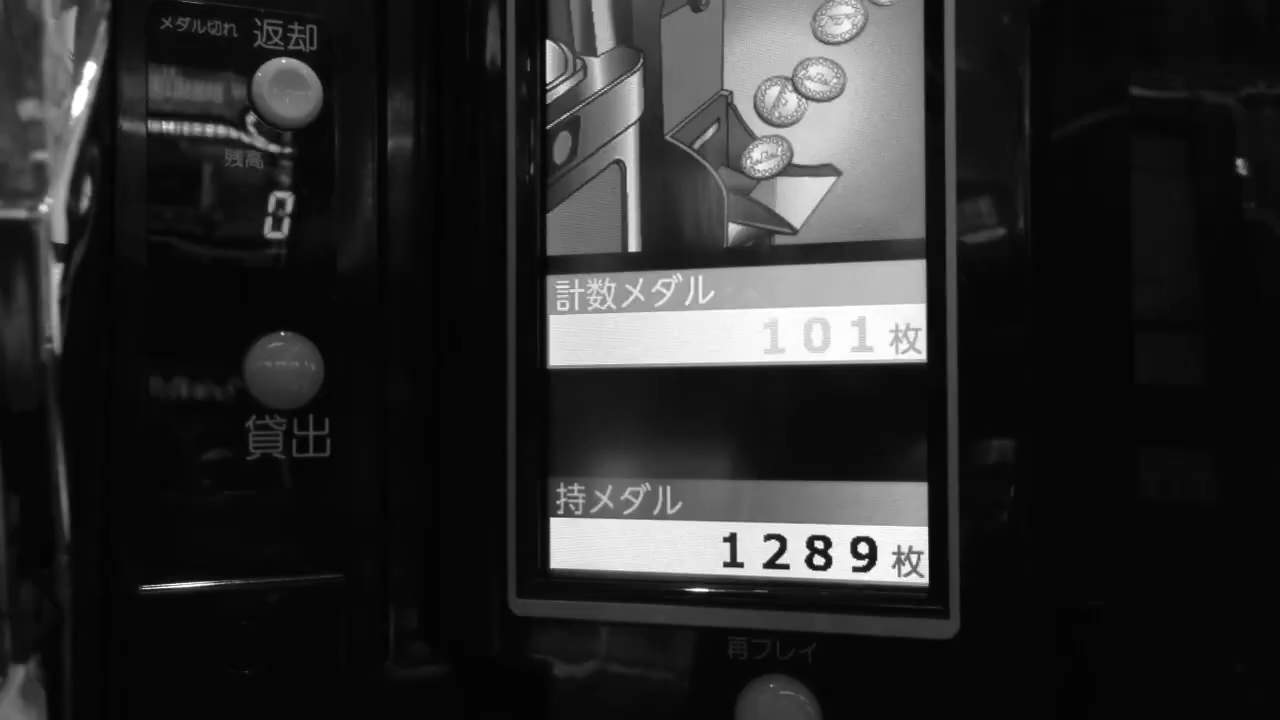 メダル切れ 返却
残高
0
貸出
計数メダル
101枚
持メダル
1289枚
再プレイ